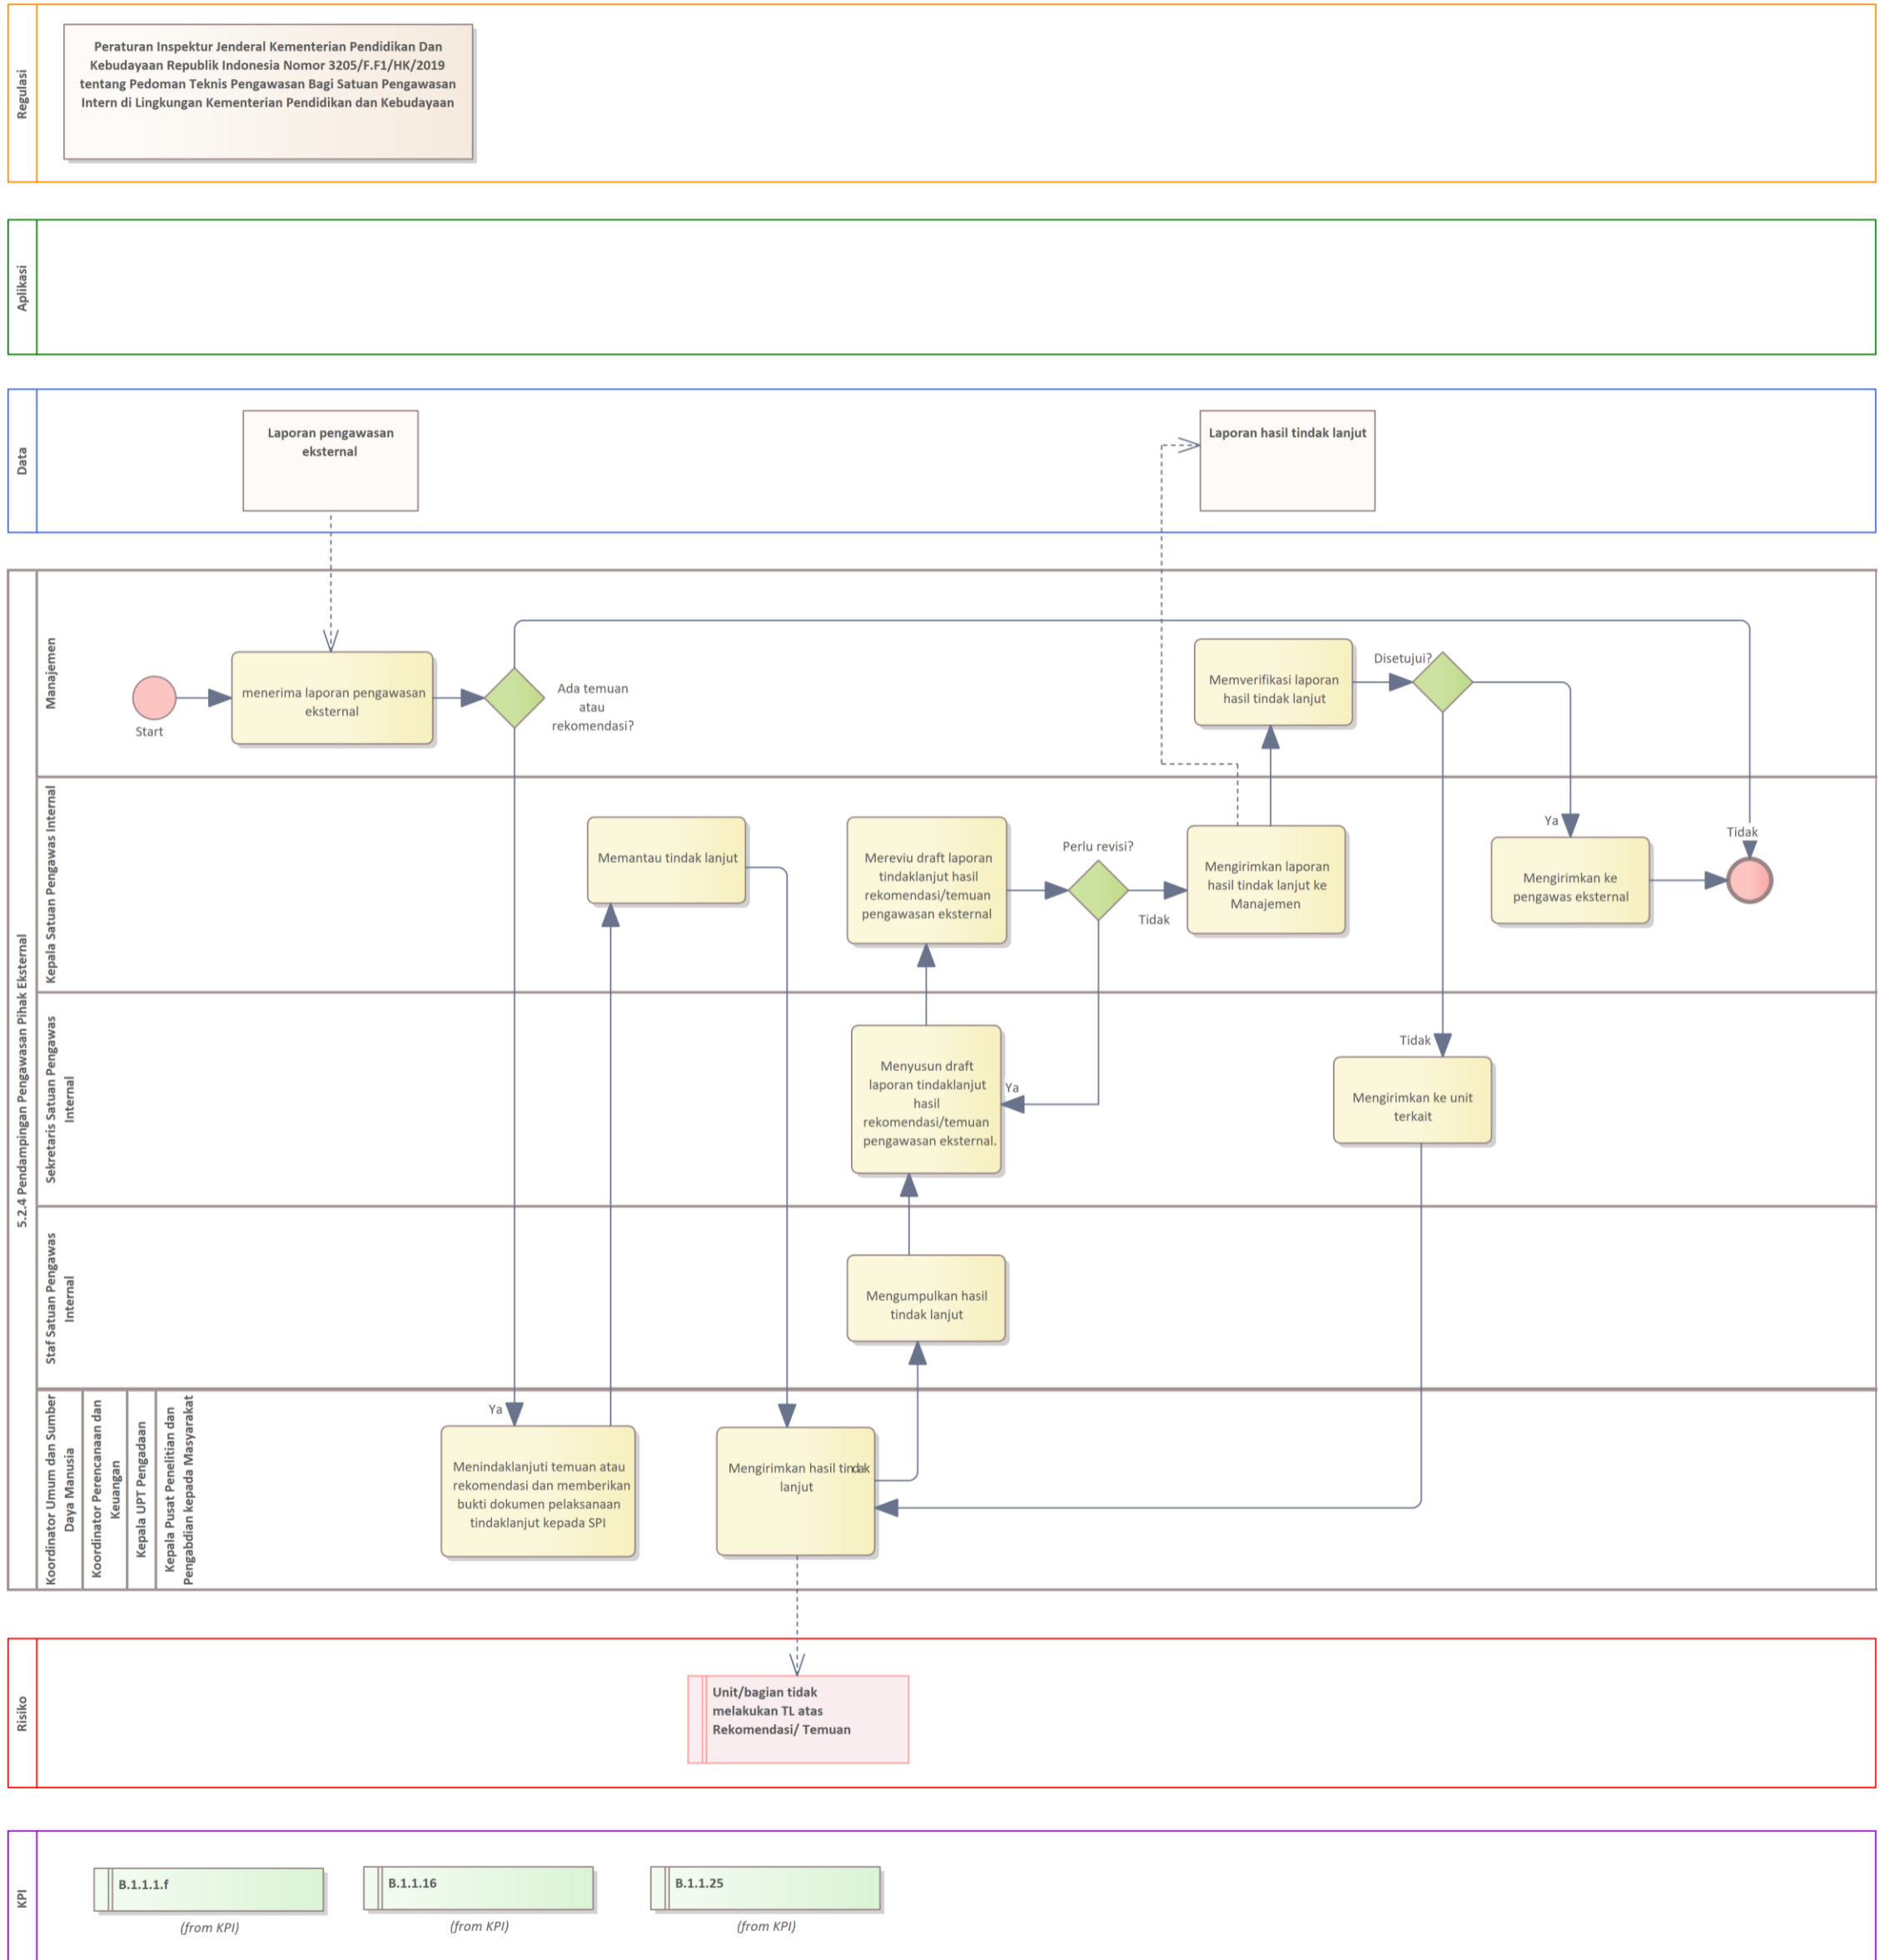 Regulasi
Peraturan Inspektur Jenderal Kementerian Pendidikan Dan
Kebudayaan Republik Indonesia Nomor 3205/F.F1/HK/2019
tentang Pedoman Teknis Pengawasan Bagi Satuan Pengawasan
Intern di Lingkungan Kementerian Pendidikan dan Kebudayaan
Aplikasi
Data
Laporan pengawasan
eksternal
Laporan hasil tindak lanjut
5.2.4 Pendampingan Pengawasan Pihak Eksternal
Manajemen
Start
menerima laporan pengawasan
eksternal
Ada temuan
atau
rekomendasi?
Memverifikasi laporan
hasil tindak lanjut
Disetujui?
Kepala Satuan Pengawas Internal
Memantau tindak lanjut
Mereviu draft laporan
tindaklanjut hasil
rekomendasi/temuan
pengawasan eksternal
Perlu revisi?
Tidak
Mengirimkan laporan
hasil tindak lanjut ke
Manajemen
Ya
Mengirimkan ke
pengawas eksternal
Tidak
Sekretaris Satuan Pengawas
Internal
Menyusun draft
laporan tindaklanjut
hasil
rekomendasi/temuan
pengawasan eksternal.
Ya
Tidak
Mengirimkan ke unit
terkait
Staf Satuan Pengawas
Internal
Mengumpulkan hasil
tindak lanjut
Koordinator Umum dan Sumber
Daya Manusia
Koordinator Perencanaan dan
Keuangan
Kepala UPT Pengadaan
Kepala Pusat Penelitian dan
Pengabdian kepada Masyarakat
Ya
Menindaklanjuti temuan atau
rekomendasi dan memberikan
bukti dokumen pelaksanaan
tindaklanjut kepada SPI
Mengirimkan hasil tindak
lanjut
Risiko
Unit/bagian tidak
melakukan TL atas
Rekomendasi/ Temuan
KPI
B.1.1.1.f
(from KPI)
B.1.1.16
(from KPI)
B.1.1.25
(from KPI)